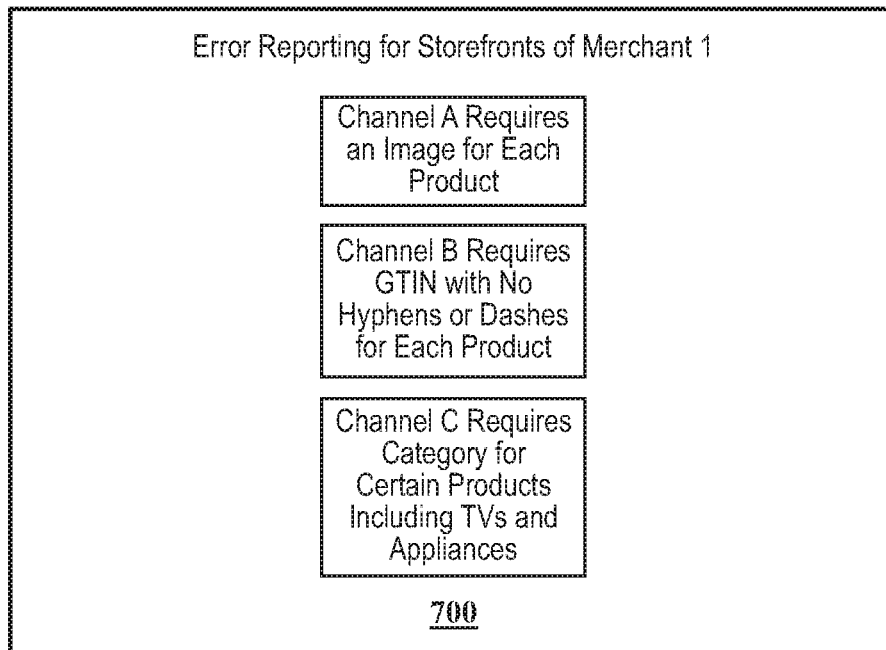 Error Reporting for Storefronts of Merchant 1
Channel A Requires
an Image for Each
Product
Channel B Requires
GTIN with No
Hyphens or Dashes
for Each Product
Channel C Requires
Category for
Certain Products
Including TVs and
Appliances
700